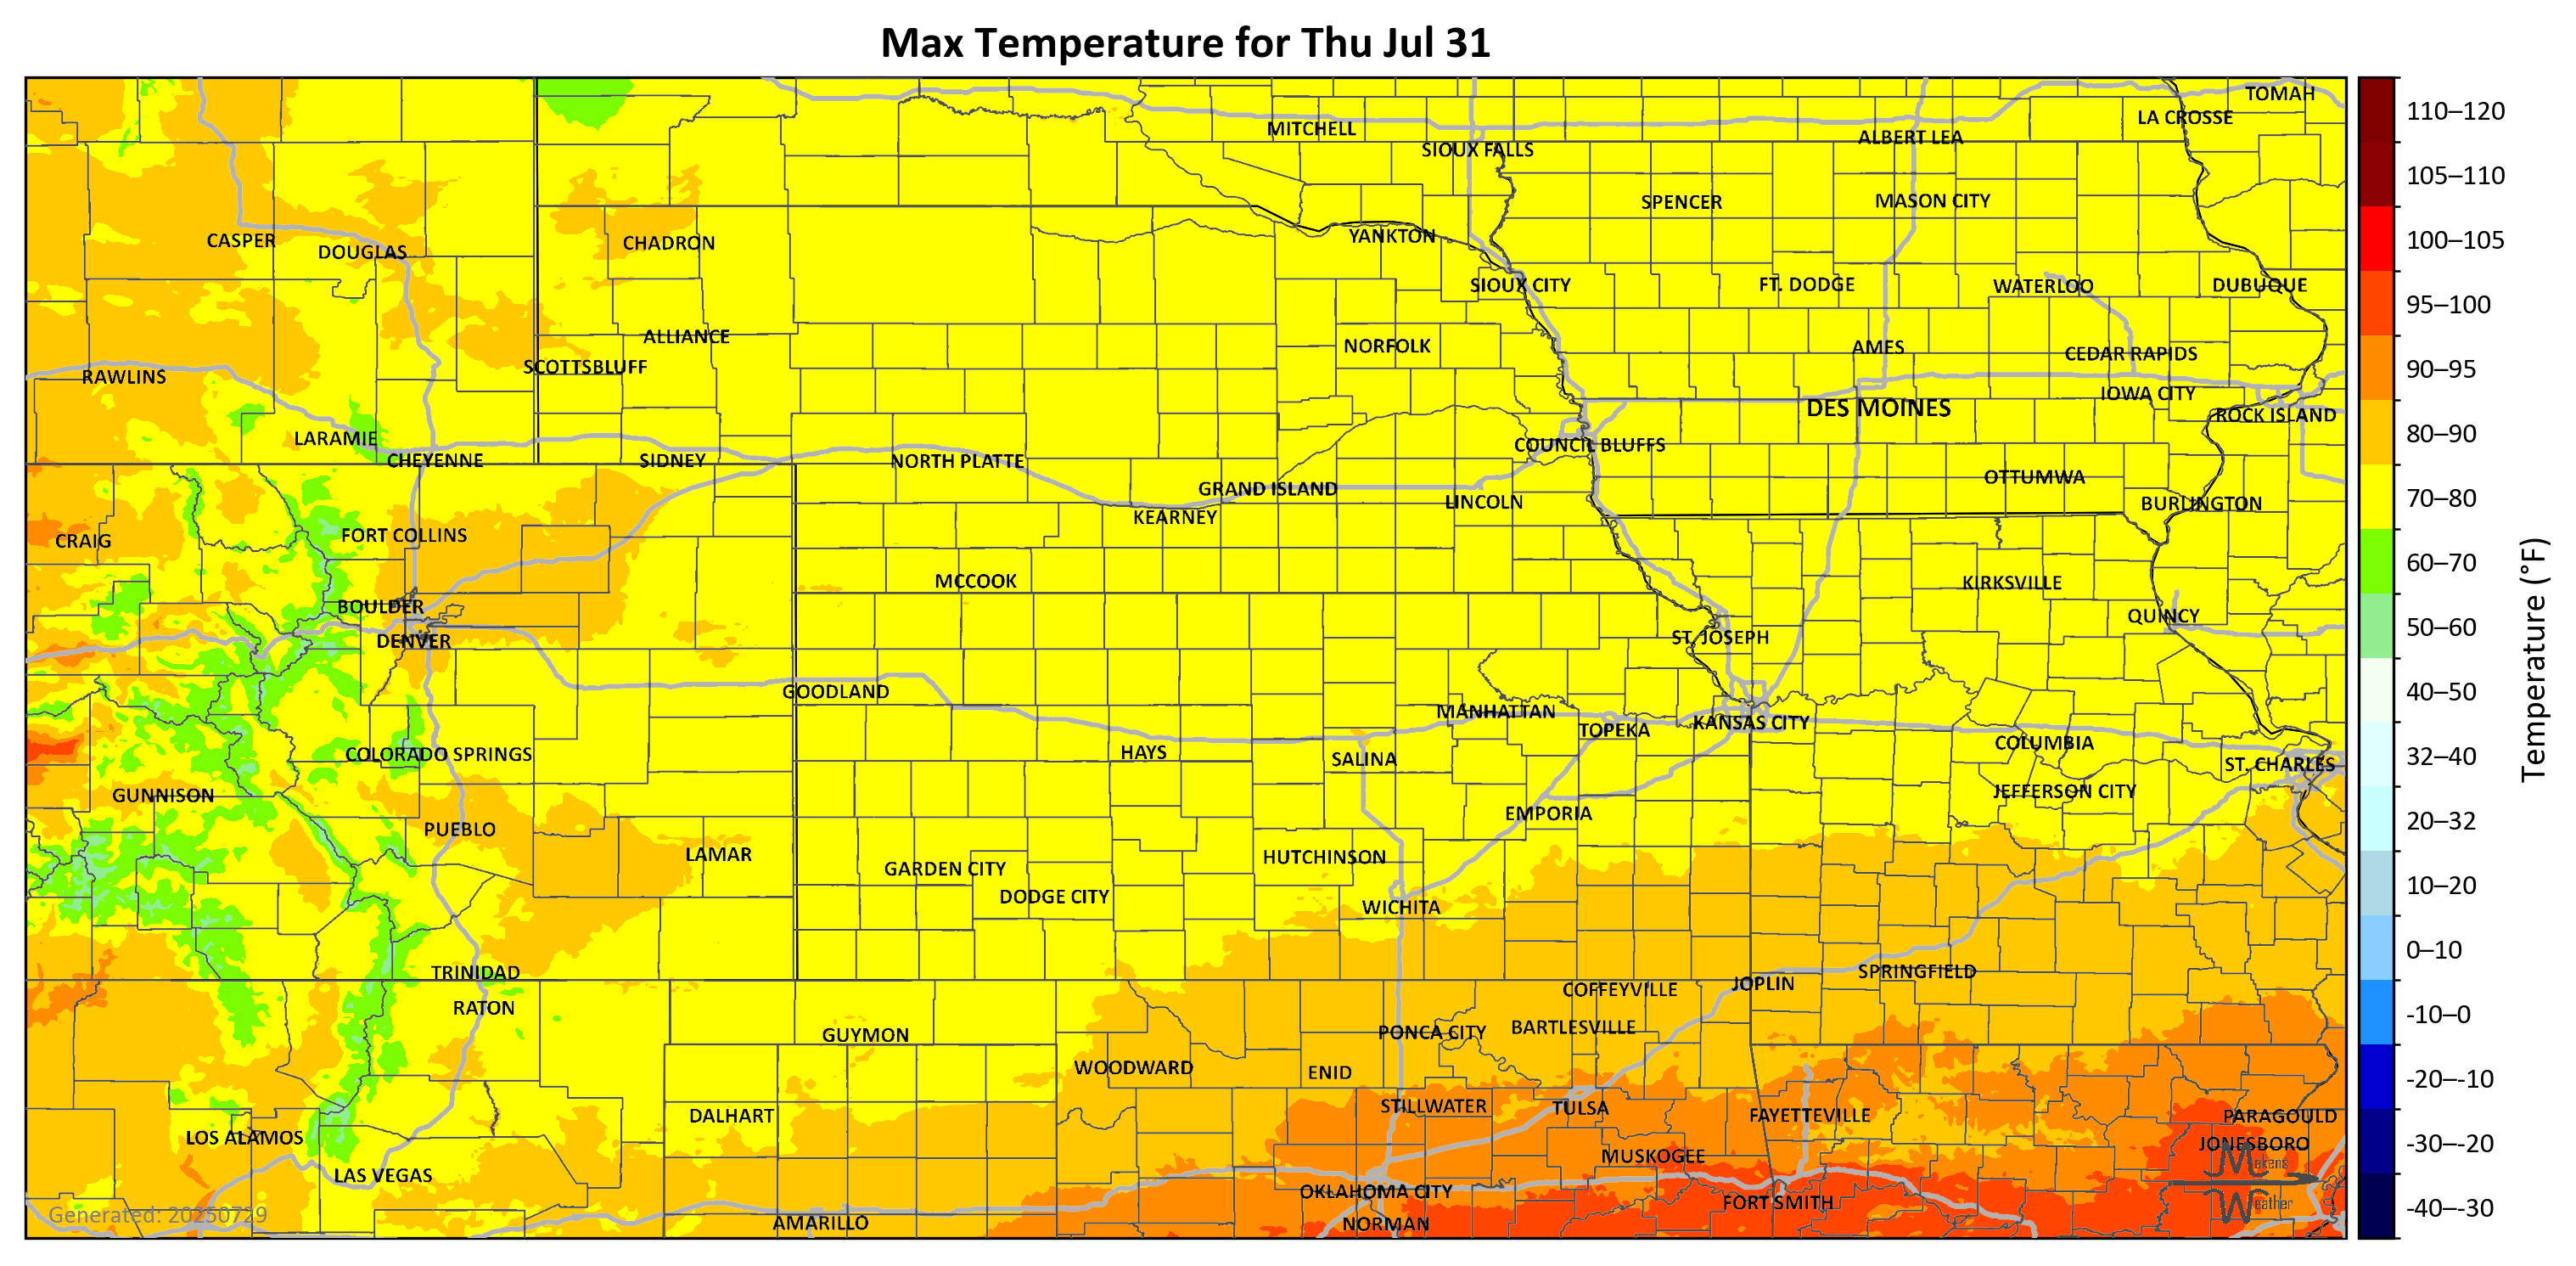 Max Temperature for Thu Jul 31
TOMAH
LA CROSSE
MITCHELL
ALBERT LEA
SIOUX FALLS
SPENCER
MASON CITY
CASPER
DOUGLAS
CHADRON
YANKTON
SIOUX CITY
FT. DODGE
WATERLOO
DUBUQUE
ALLIANCE
NORFOLK
AMES
CEDAR RAPIDS
SCOTTSBLUFF
RAWLINS
IOWA CITY
DES MOINES
ROCK ISLAND
LARAMIE
COUNCIL BLUFFS
CHEYENNE
SIDNEY
NORTH PLATTE
OTTUMWA
GRAND ISLAND
LINCOLN
BURLINGTON
KEARNEY
FORT COLLINS
CRAIG
MCCOOK
KIRKSVILLE
BOULDER
QUINCY
DENVER
ST. JOSEPH
GOODLAND
MANHATTAN
TOPEKA
KANSAS CITY
COLORADO SPRINGS
HAYS
SALINA
COLUMBIA
ST. CHARLES
GUNNISON
JEFFERSON CITY
EMPORIA
PUEBLO
LAMAR
HUTCHINSON
GARDEN CITY
DODGE CITY
WICHITA
TRINIDAD
SPRINGFIELD
JOPLIN
COFFEYVILLE
RATON
GUYMON
PONCA CITY
BARTLESVILLE
WOODWARD
ENID
STILLWATER
TULSA
DALHART
FAYETTEVILLE
PARAGOULD
LOS ALAMOS
JONESBORO
MUSKOGEE
LAS VEGAS
OKLAHOMA CITY
FORT SMITH
AMARILLO
NORMAN
Generated: 20250729
Makens
Weather
110–120
105–110
100–105
95–100
90–95
80–90
70–80
60–70
50–60
40–50
32–40
20–32
10–20
0–10
-10–0
-20–-10
-30–-20
-40–-30
Temperature (°F)